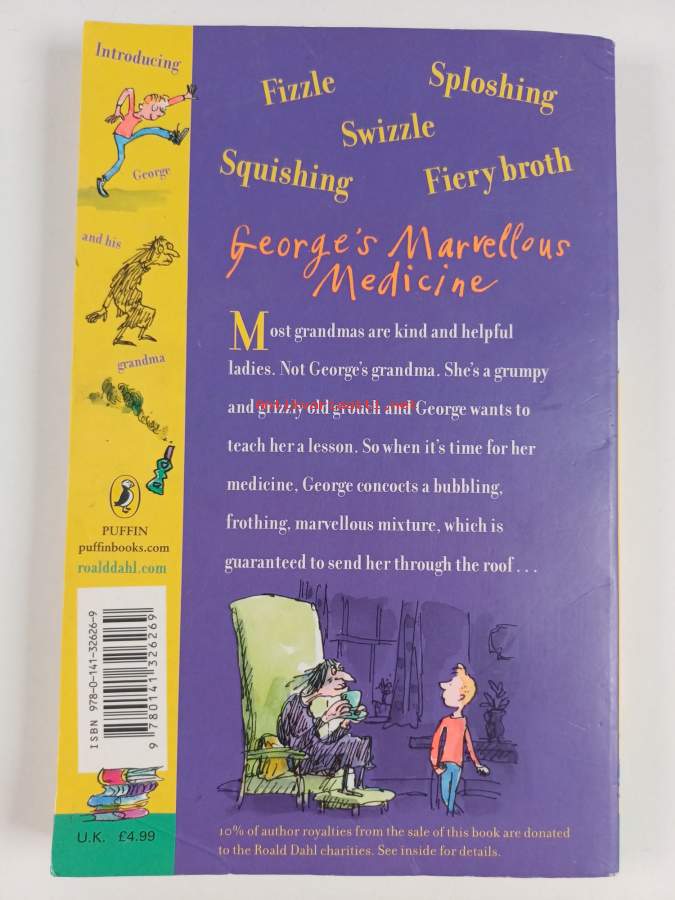 Introducing
George
and his
grandma
PUFFIN
puffinbooks.com
roalddahl.com
ISBN 978-0-141-32626-9
9 780141 326269
U.K. £4.99
Fizzle
Sploshing
Swizzle
Squishing
Fiery broth
George's Marvellous
Medicine
Most grandmas are kind and helpful
ladies. Not George's grandma. She's a grumpy
and grizzly old grouch and George wants to
teach her a lesson. So when it's time for her
medicine, George concocts a bubbling,
frothing, marvellous mixture, which is
guaranteed to send her through the roof . . .
10% of author royalties from the sale of this book are donated
to the Roald Dahl charities. See inside for details.